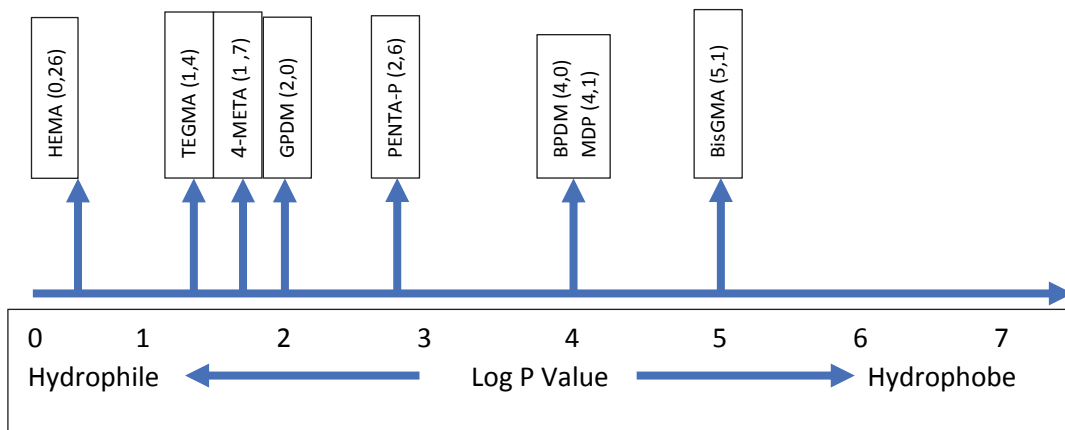 HEMA (0,26)
TEGMA (1,4)
4-META (1 ,7)
GPDM (2,0)
PENTA-P (2,6)
BPDM (4,0)
MDP (4,1)
BisGMA (5,1)
0 1 2 3 4 5 6 7
Hydrophile Log P Value Hydrophobe